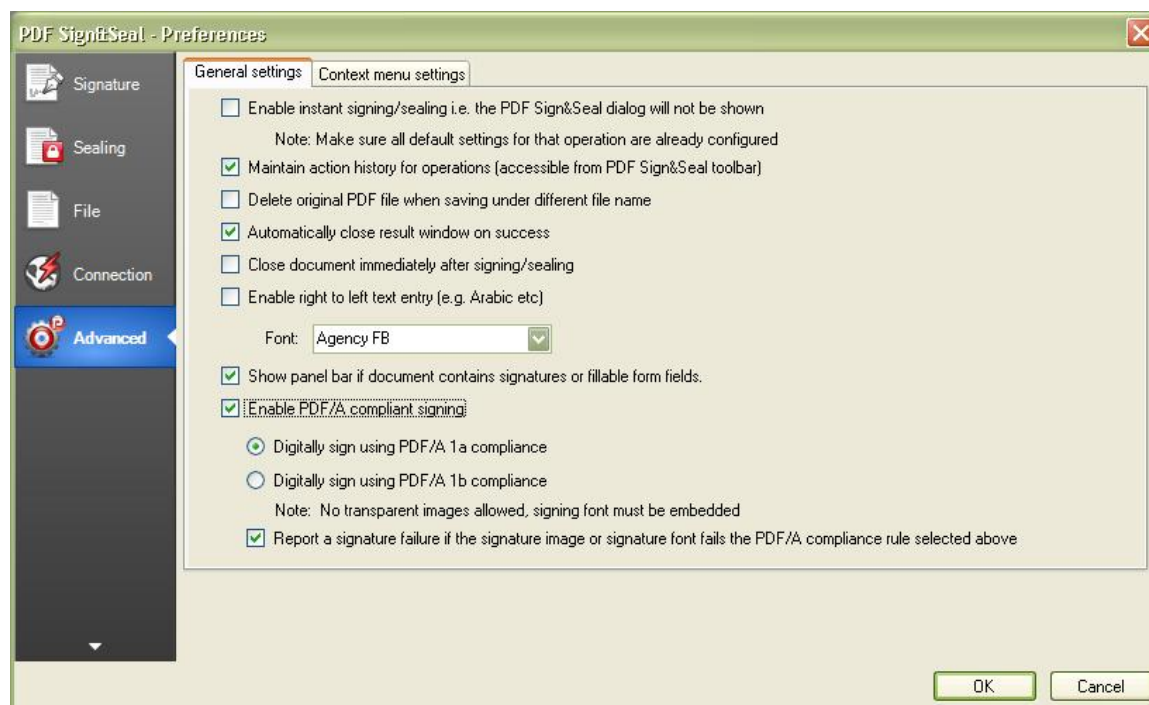 PDF Sign&Seal - Preferences
Signature
Sealing
File
Connection
Advanced
General settings
Context menu settings
Enable instant signing/sealing i.e. the PDF Sign&Seal dialog will not be shown
Note: Make sure all default settings for that operation are already configured
Maintain action history for operations (accessible from PDF Sign&Seal toolbar)
Delete original PDF file when saving under different file name
Automatically close result window on success
Close document immediately after signing/sealing
Enable right to left text entry (e.g. Arabic etc)
Font: Agency FB
Show panel bar if document contains signatures or fillable form fields.
Enable PDF/A compliant signing
Digitally sign using PDF/A 1a compliance
Digitally sign using PDF/A 1b compliance
Note: No transparent images allowed, signing font must be embedded
Report a signature failure if the signature image or signature font fails the PDF/A compliance rule selected above
OK
Cancel